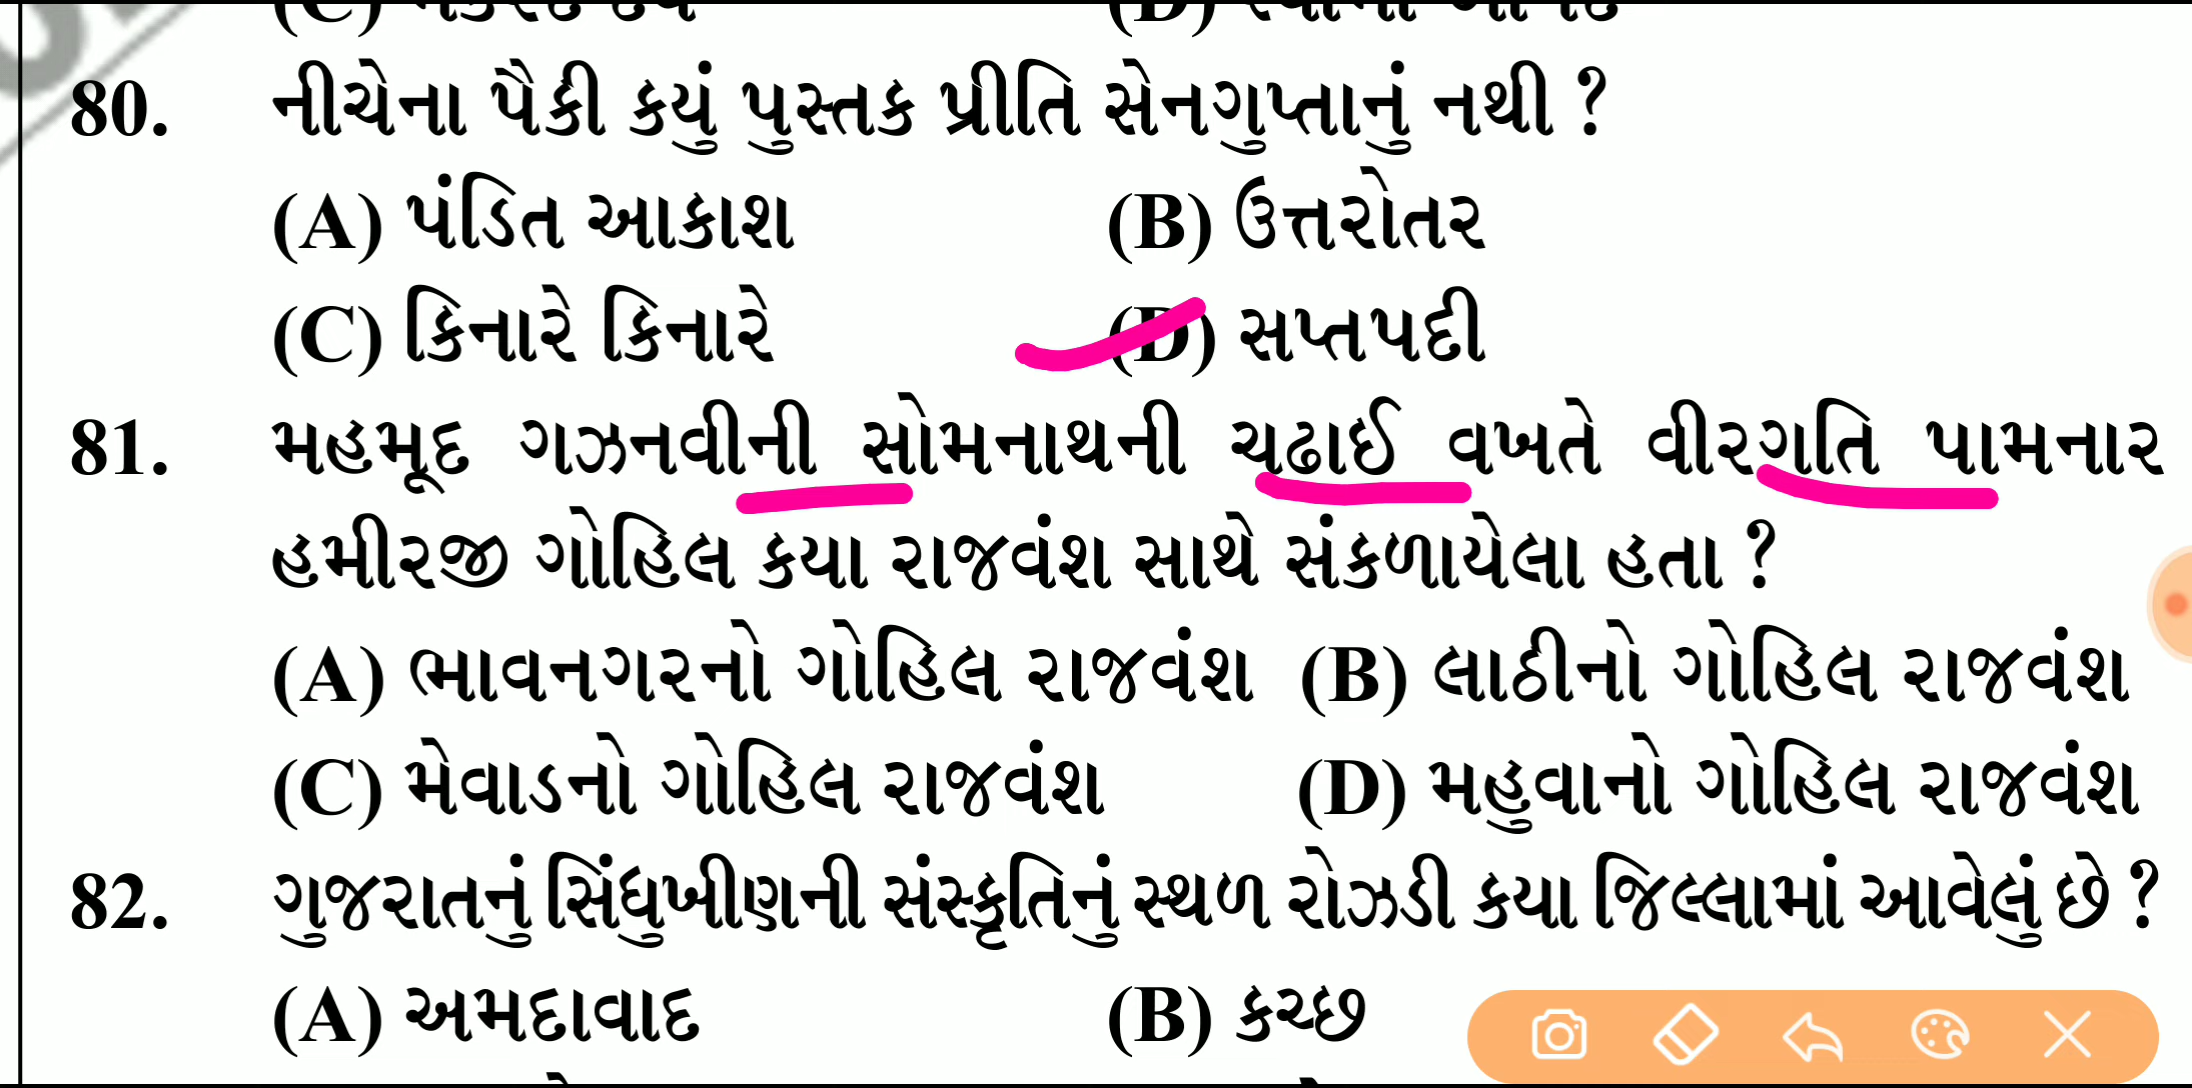 80. નીચેના પૈકી કયું પુસ્તક પ્રીતિ સેનગુપ્તાનું નથી ?
(A) પંડિત આકાશ (B) ઉત્તરોતર
(C) કિનારે કિનારે (D) સપ્તપદી
81. મહમૂદ ગઝનવીની સોમનાથની ચઢાઈ વખતે વીરગતિ પામનાર
હમીરજી ગોહિલ કયા રાજવંશ સાથે સંકળાયેલા હતા ?
(A) ભાવનગરનો ગોહિલ રાજવંશ (B) લાઠીનો ગોહિલ રાજવંશ
(C) મેવાડનો ગોહિલ રાજવંશ (D) મહુવાનો ગોહિલ રાજવંશ
82. ગુજરાતનું સિંધુખીણની સંસ્કૃતિનું સ્થળ રોઝડી કયા જિલ્લામાં આવેલું છે ?
(A) અમદાવાદ (B) કચ્છ